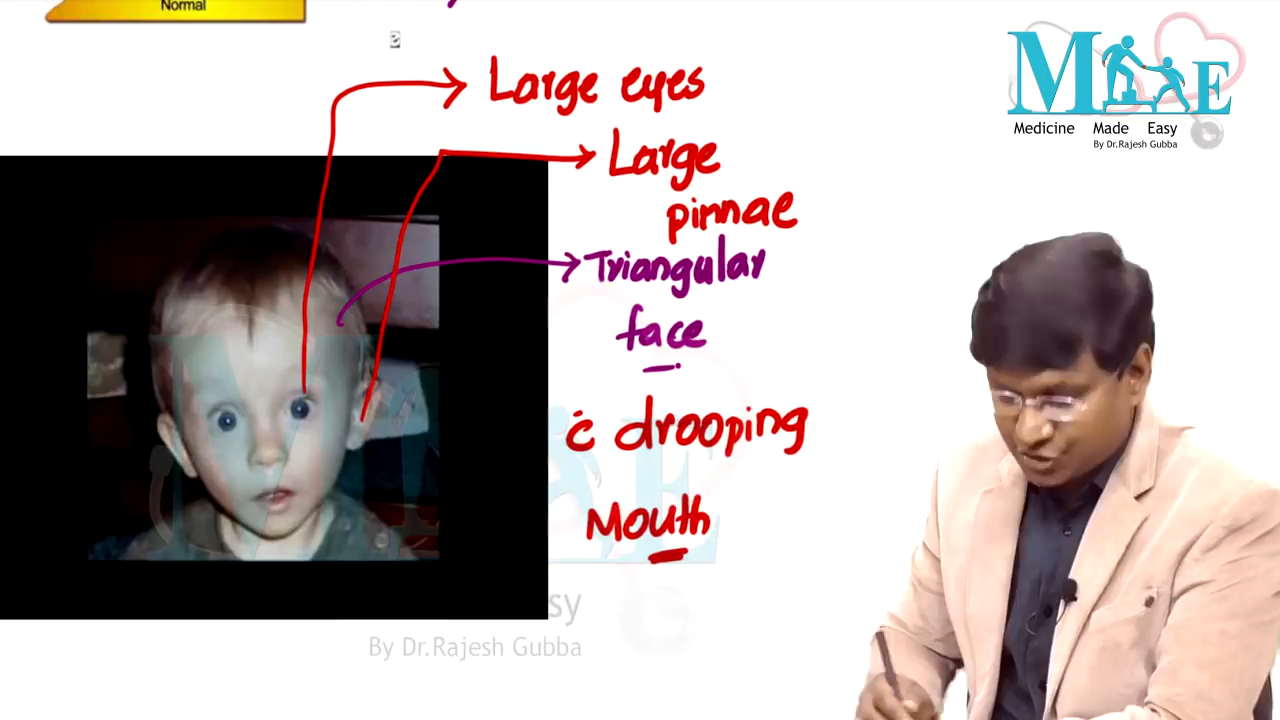 Normal
Large eyes
Large
pinnae
Triangular
face
c̄ drooping
Mouth
M E
Medicine Made Easy
By Dr.Rajesh Gubba
sy
By Dr.Rajesh Gubba